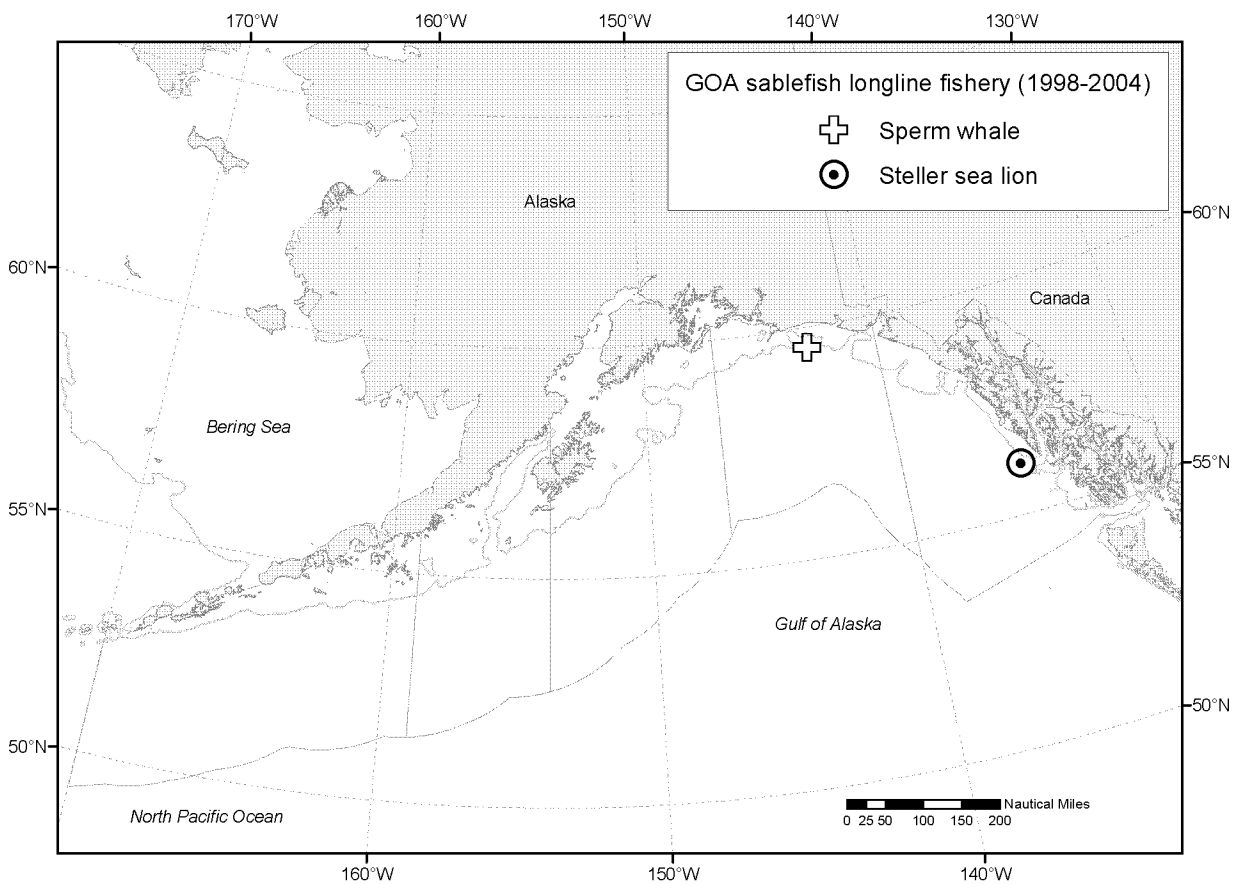 170°W 160°W 150°W 140°W 130°W
GOA sablefish longline fishery (1998-2004)
Sperm whale
Steller sea lion
Alaska
60°N
60°N
Canada
Bering Sea
55°N
55°N
Gulf of Alaska
50°N
50°N
North Pacific Ocean
Nautical Miles
0 25 50 100 150 200
160°W 150°W 140°W